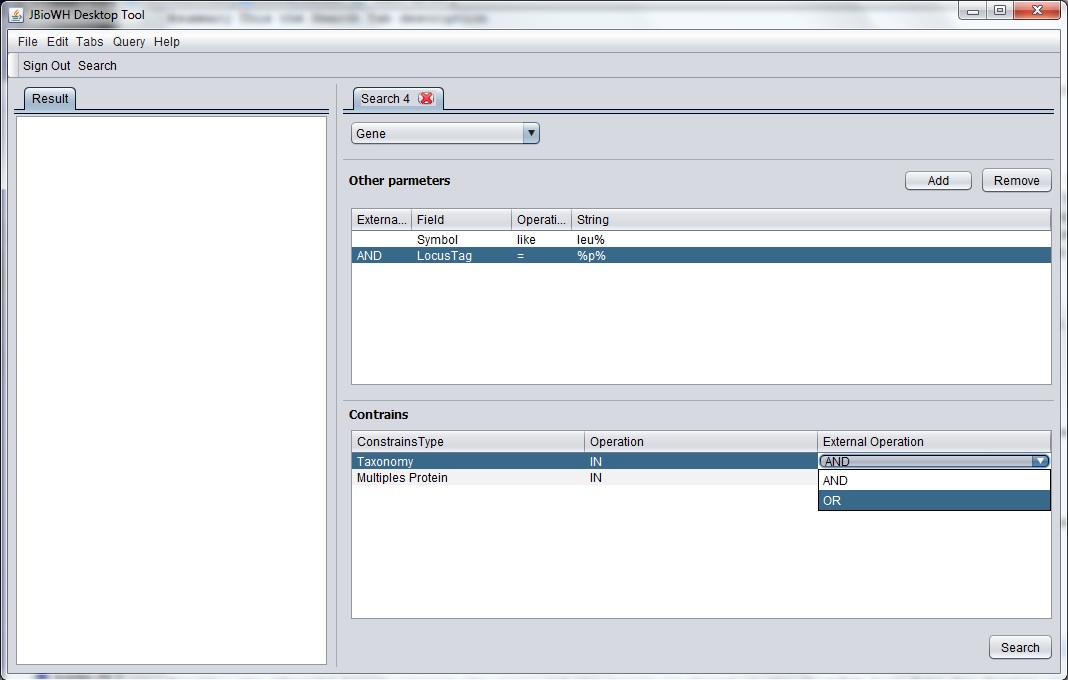 JBioWH Desktop Tool
File Edit Tabs Query Help
Sign Out Search
Result
Search 4
Gene
Other parmeters
Add Remove
Externa... Field Operati... String
Symbol like leu%
AND LocusTag = %p%
Contrains
ConstrainsType Operation External Operation
Taxonomy IN AND
Multiples Protein IN
AND
OR
Search